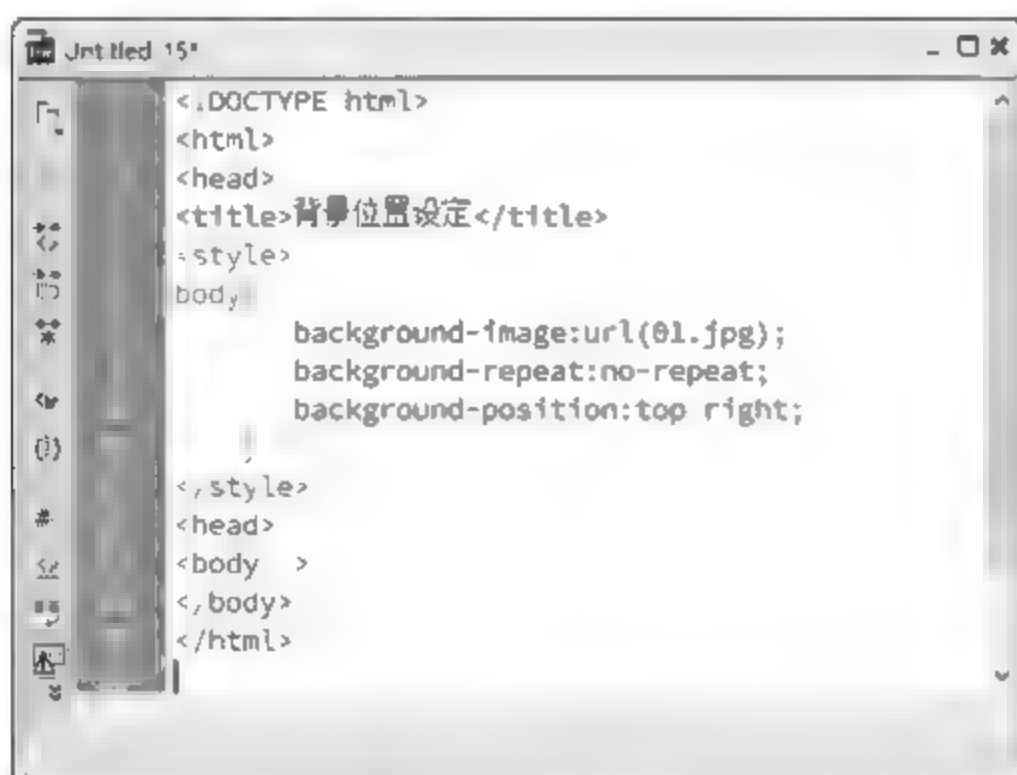 Untitled 15*
<!DOCTYPE html>
<html>
<head>
<title>背景位置设定</title>
<style>
body{
background-image:url(01.jpg);
background-repeat:no-repeat;
background-position:top right;
}
</style>
<head>
<body >
</body>
</html>